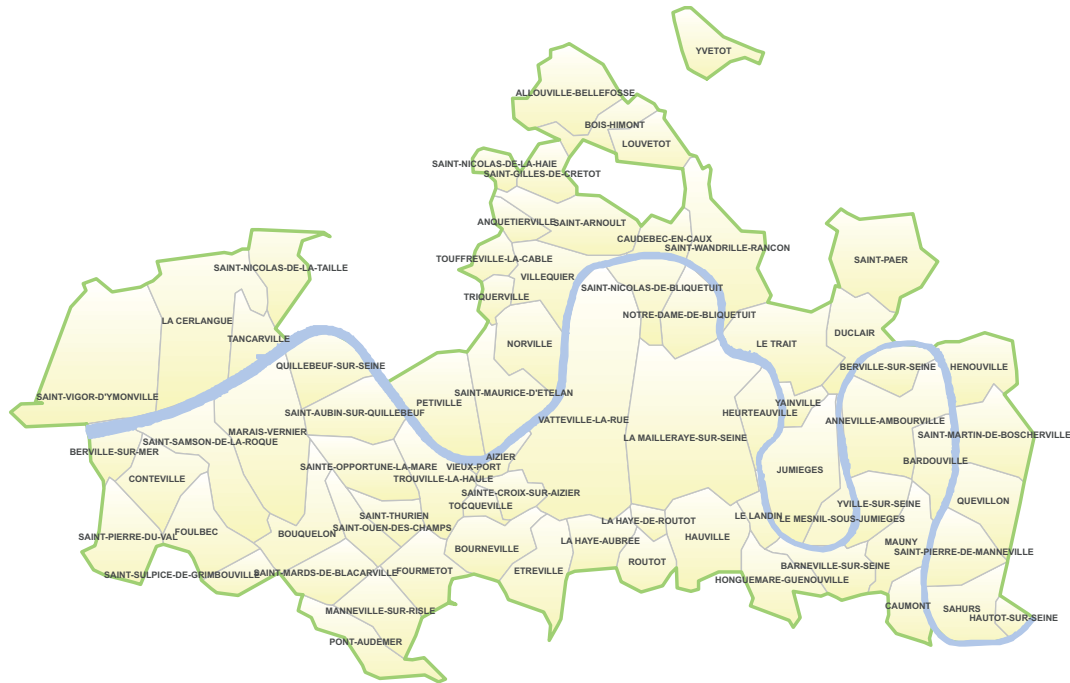 YVETOT
ALLOUVILLE-BELLEFOSSE
BOIS-HIMONT
LOUVETOT
SAINT-NICOLAS-DE-LA-HAIE
SAINT-GILLES-DE-CRETOT
ANQUETIERVILLE
SAINT-ARNOULT
CAUDEBEC-EN-CAUX
SAINT-WANDRILLE-RANCON
TOUFFREVILLE-LA-CABLE
SAINT-PAER
SAINT-NICOLAS-DE-LA-TAILLE
VILLEQUIER
SAINT-NICOLAS-DE-BLIQUETUIT
TRIQUERVILLE
NOTRE-DAME-DE-BLIQUETUIT
LA CERLANGUE
DUCLAIR
TANCARVILLE
NORVILLE
LE TRAIT
QUILLEBEUF-SUR-SEINE
BERVILLE-SUR-SEINE
HENOUVILLE
SAINT-MAURICE-D'ETELAN
SAINT-VIGOR-D'YMONVILLE
PETIVILLE
YAINVILLE
SAINT-AUBIN-SUR-QUILLEBEUF
HEURTEAUVILLE
VATTEVILLE-LA-RUE
ANNEVILLE-AMBOURVILLE
MARAIS-VERNIER
SAINT-MARTIN-DE-BOSCHERVILLE
LA MAILLERAYE-SUR-SEINE
SAINT-SAMSON-DE-LA-ROQUE
BERVILLE-SUR-MER
AIZIER
BARDOUVILLE
SAINTE-OPPORTUNE-LA-MARE
VIEUX-PORT
JUMIEGES
CONTEVILLE
TROUVILLE-LA-HAULE
SAINTE-CROIX-SUR-AIZIER
QUEVILLON
TOCQUEVILLE
YVILLE-SUR-SEINE
SAINT-THURIEN
LE LANDIN
LE MESNIL-SOUS-JUMIEGES
LA HAYE-DE-ROUTOT
SAINT-OUEN-DES-CHAMPS
FOULBEC
BOUQUELON
SAINT-PIERRE-DU-VAL
HAUVILLE
LA HAYE-AUBREE
MAUNY
BOURNEVILLE
SAINT-PIERRE-DE-MANNEVILLE
ROUTOT
BARNEVILLE-SUR-SEINE
ETREVILLE
FOURMETOT
SAINT-MARDS-DE-BLACARVILLE
SAINT-SULPICE-DE-GRIMBOUVILLE
HONGUEMARE-GUENOUVILLE
CAUMONT
SAHURS
MANNEVILLE-SUR-RISLE
HAUTOT-SUR-SEINE
PONT-AUDEMER